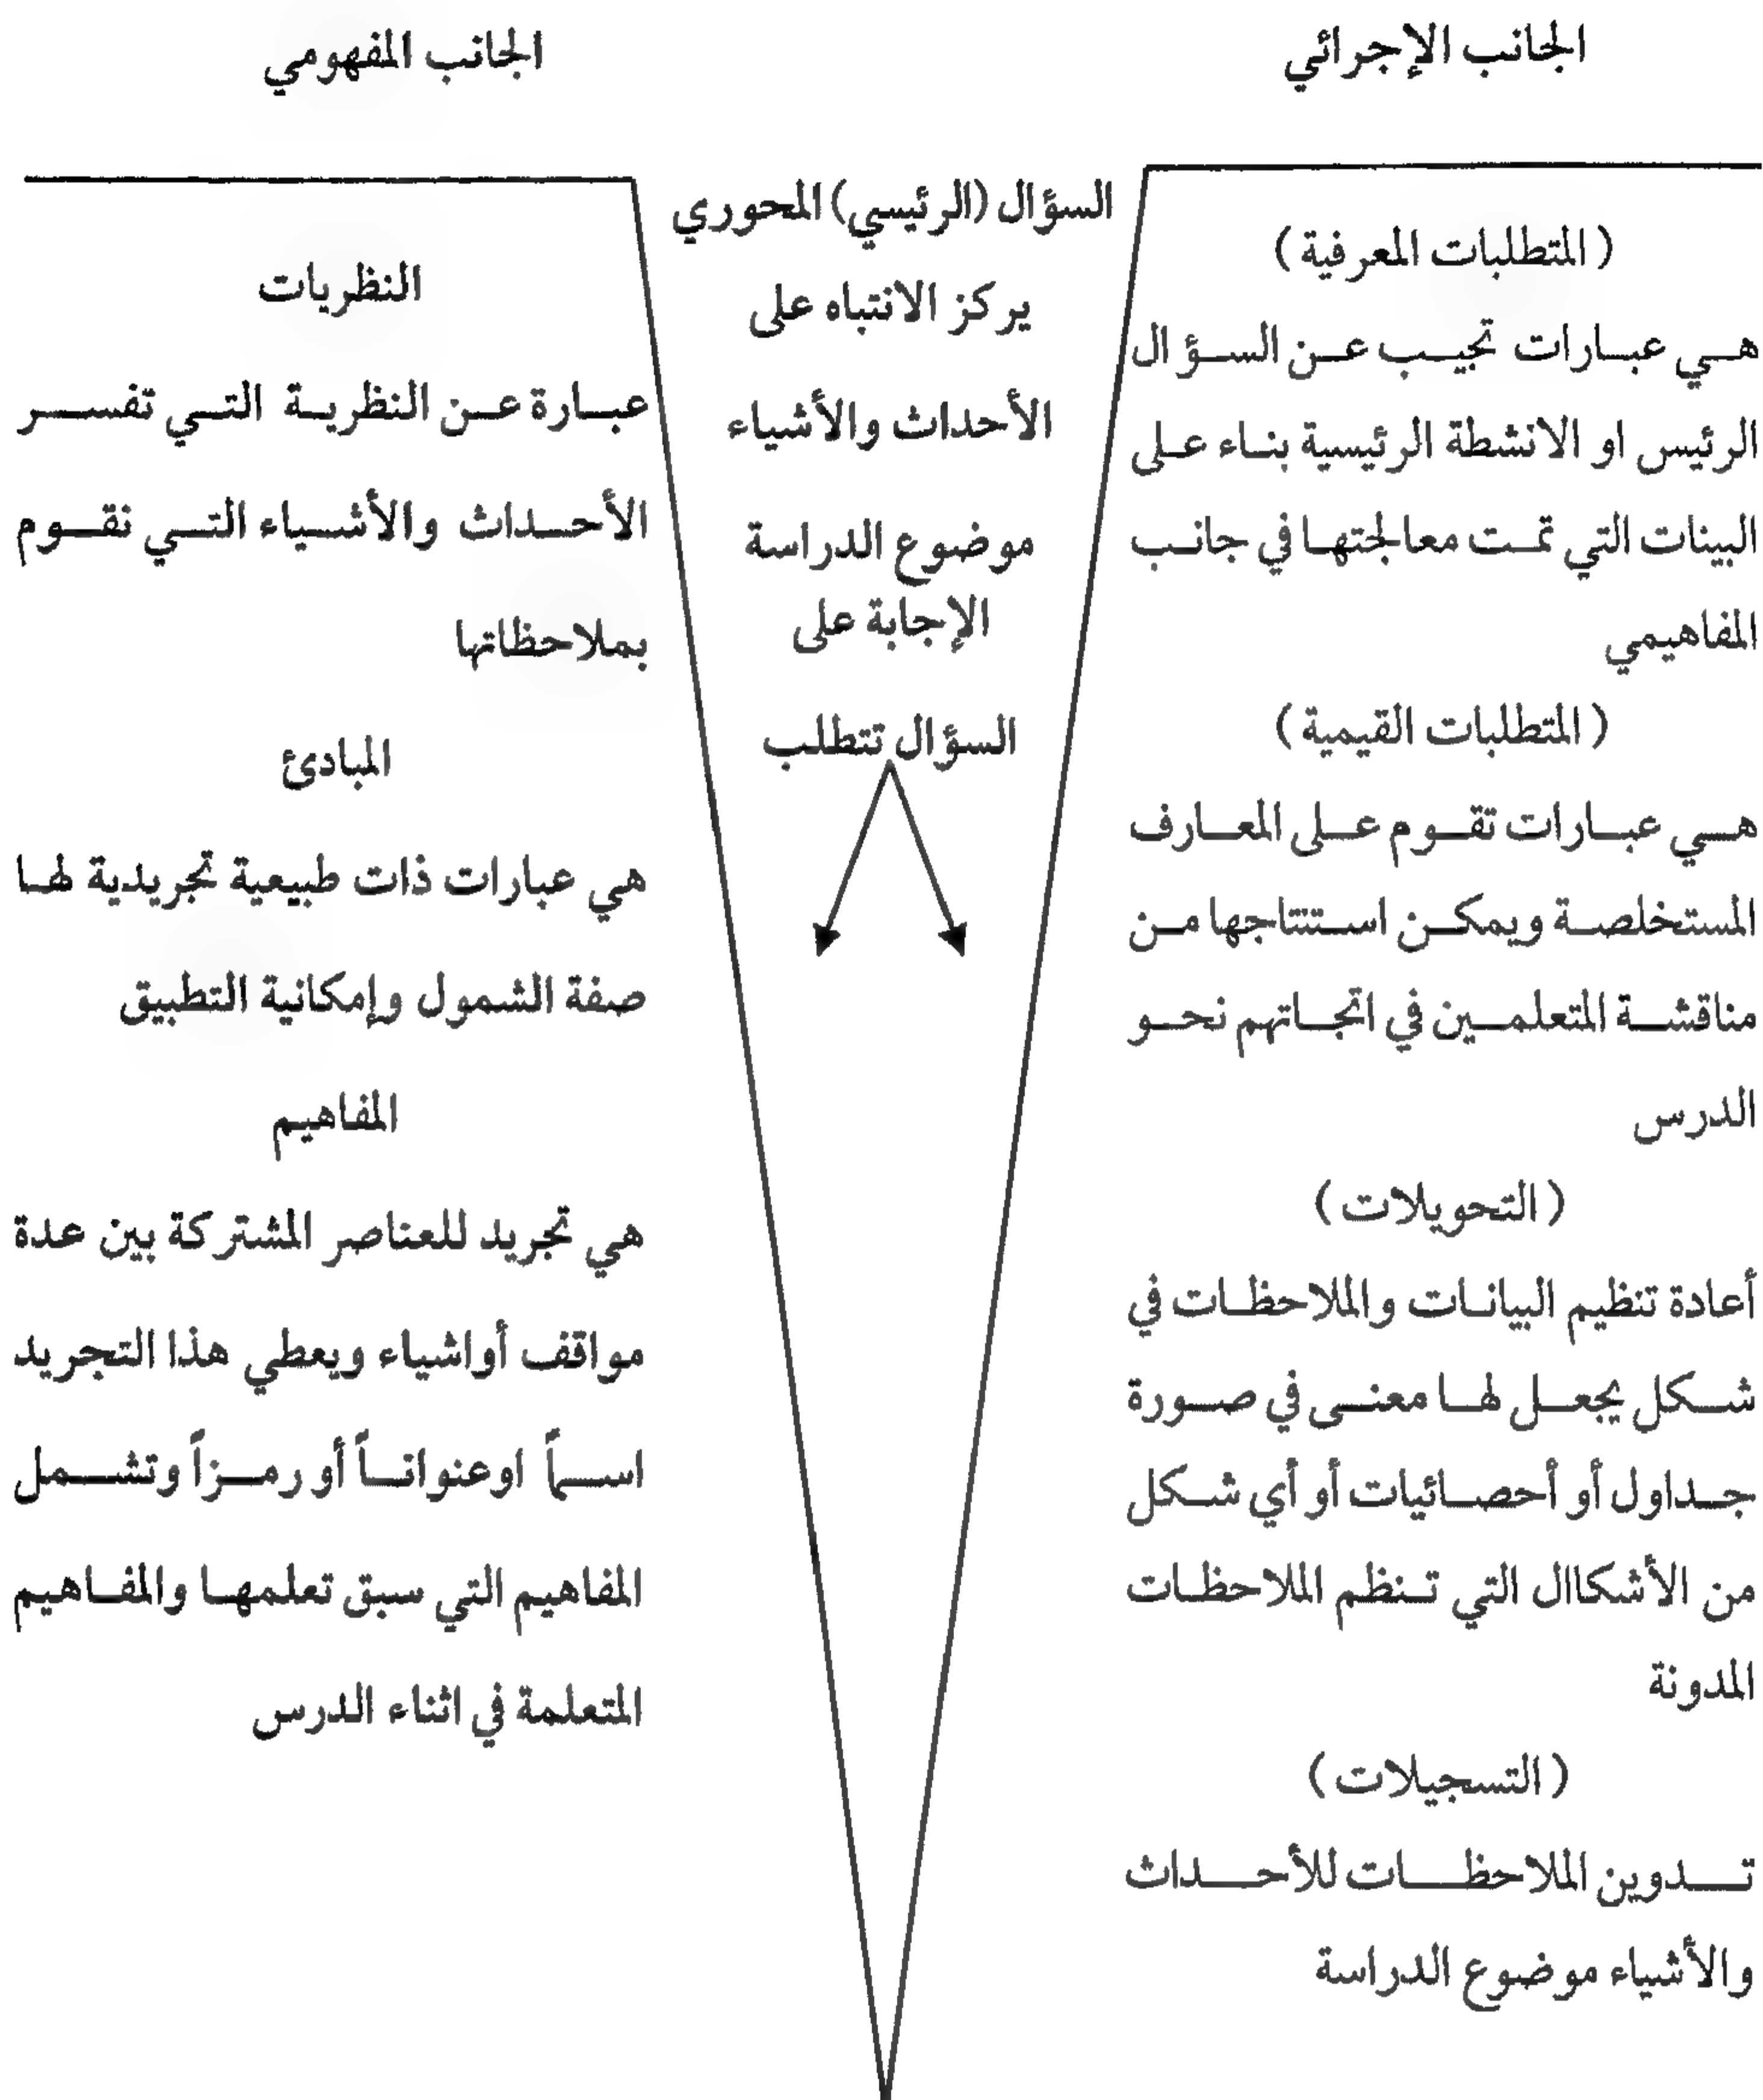 الجانب الإجرائي
(المتطلبات المعرفية)
هي عبارات تجيب عن السؤال
الرئيس او الانشطة الرئيسية بناء على
البينات التي تمت معالجتها في جانب
المفاهيمي
(المتطلبات القيمية)
هي عبارات تقوم على المعارف
المستخلصة ويمكن استنتاجها من
مناقشة المتعلمين في اتجاتهم نحو
الدرس
(التحويلات)
أعادة تنظيم البيانات والملاحظات في
شكل يجعل لها معنى في صورة
جداول أو أحصائيات أو أي شكل
من الأشكاال التي تنظم الملاحظات
المدونة
(التسجيلات)
تدوين الملاحظات للأحداث
والأشياء موضوع الدراسة
السؤال (الرئيسي) المحوري
يركز الانتباه على
الأحداث والأشياء
موضوع الدراسة
الإجابة على
السؤال تتطلب
الجانب المفهومي
النظريات
عبارة عن النظرية التي تفسر
الأحداث والأشياء التي نقوم
بملاحظاتها
المبادئ
هي عبارات ذات طبيعية تجريدية لها
صفة الشمول وإمكانية التطبيق
المفاهيم
هي تجريد للعناصر المشتركة بين عدة
مواقف أواشياء ويعطي هذا التجريد
اسماً اوعنواناً أو رمزاً وتشمل
المفاهيم التي سبق تعلمها والمفاهيم
المتعلمة في اثناء الدرس